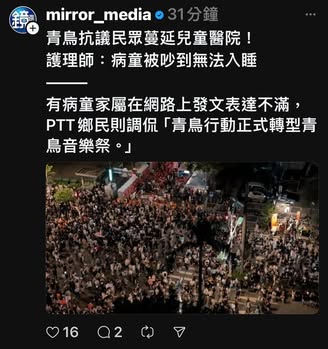 鏡
mirror_media 31分鐘
青鳥抗議民眾蔓延兒童醫院！
護理師：病童被吵到無法入睡
有病童家屬在網路上發文表達不滿，
PTT鄉民則調侃「青鳥行動正式轉型青
鳥音樂祭。」
16 2